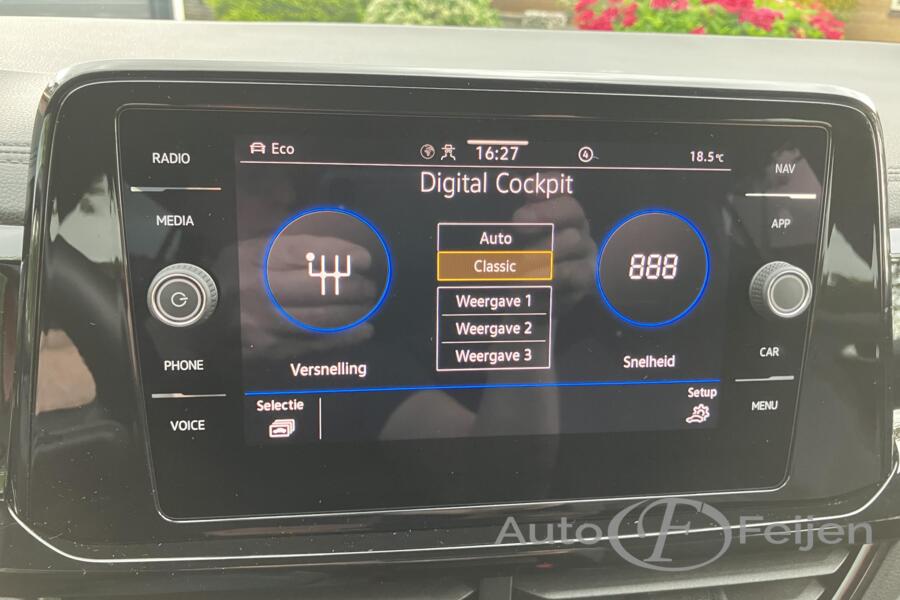 RADIO
MEDIA
PHONE
VOICE
Eco
16:27
4
18.5°C
Digital Cockpit
Auto
Classic
Weergave 1
Weergave 2
Weergave 3
888
Versnelling
Snelheid
Selectie
Setup
NAV
APP
CAR
MENU
Auto F Feijen